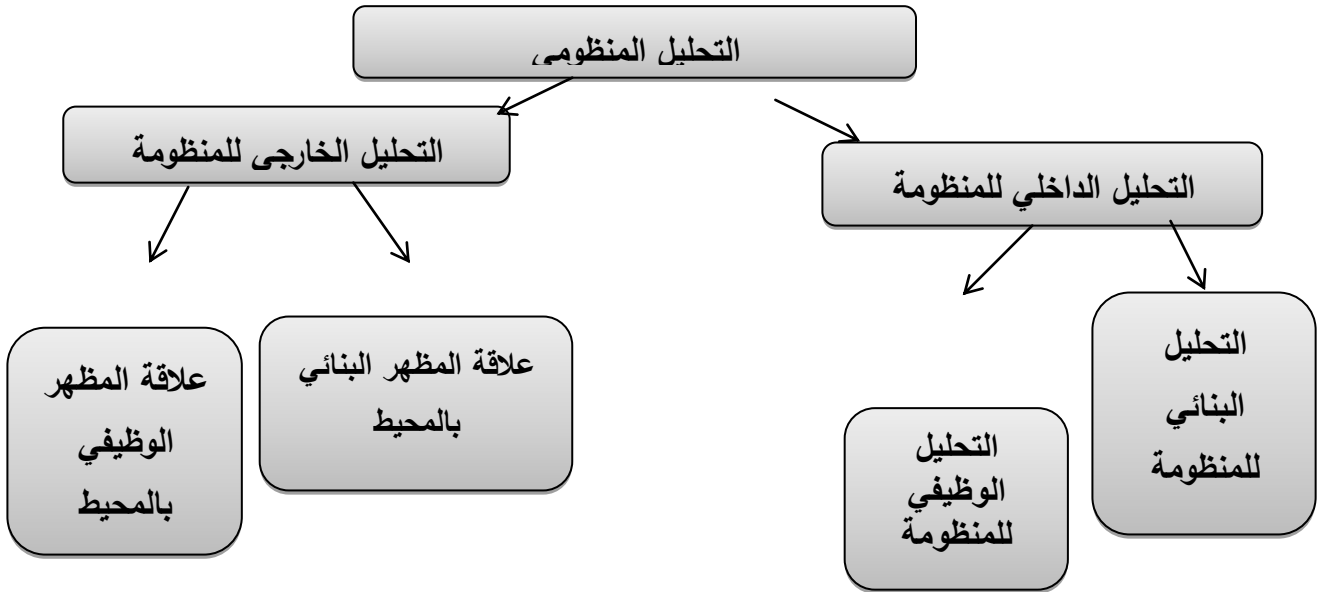 التحليل المنظومي
التحليل الخارجي للمنظومة
التحليل الداخلي للمنظومة
التحليل
البنائي
للمنظومة
التحليل
الوظيفي
للمنظومة
علاقة المظهر البنائي
بالمحيط
علاقة المظهر
الوظيفي
بالمحيط